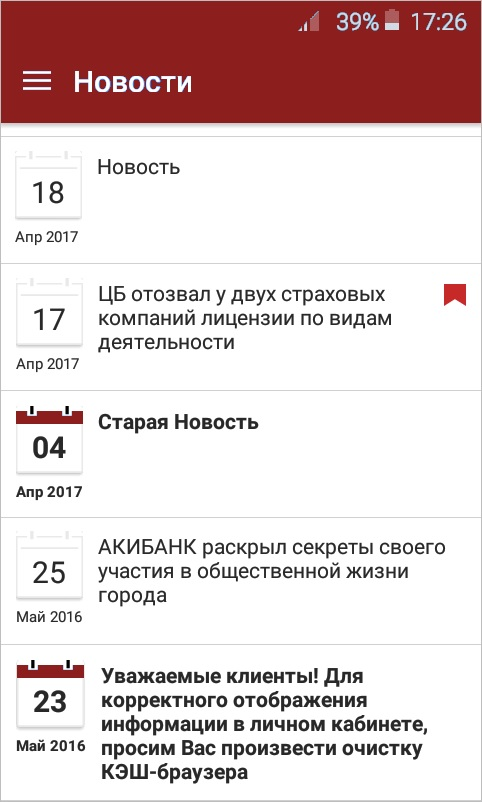 39% 17:26
Новости
18
Апр 2017
Новость
17
Апр 2017
ЦБ отозвал у двух страховых
компаний лицензии по видам
деятельности
04
Апр 2017
Старая Новость
25
Май 2016
АКИБАНК раскрыл секреты своего
участия в общественной жизни
города
23
Май 2016
Уважаемые клиенты! Для
корректного отображения
информации в личном кабинете,
просим Вас произвести очистку
КЭШ-браузера